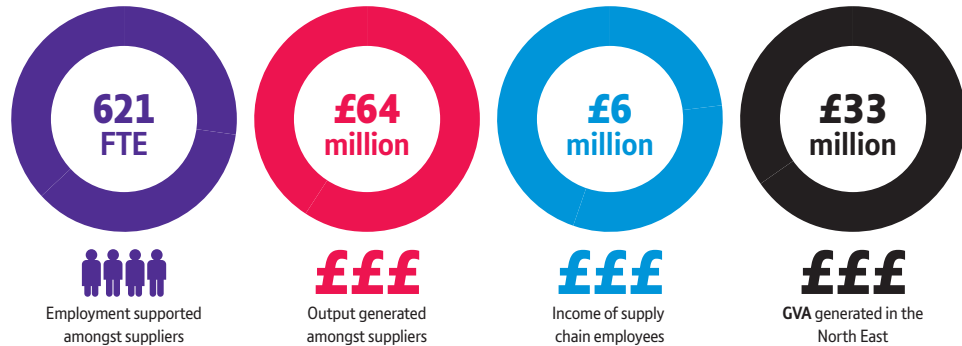 621
FTE
£64
million
£6
million
£33
million
£££
£££
£££
Employment supported
amongst suppliers
Output generated
amongst suppliers
Income of supply
chain employees
GVA generated in the
North East